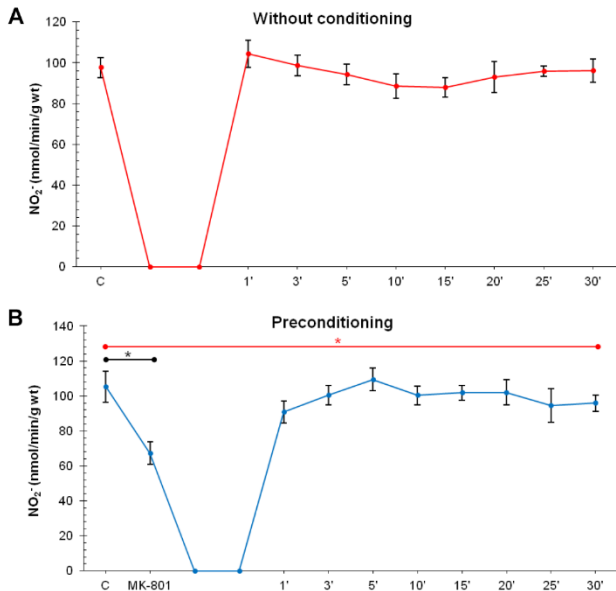 A
Without conditioning
NO₂⁻ (nmol/min/g wt)
120
100
80
60
40
20
0
C 1' 3' 5' 10' 15' 20' 25' 30'
B
Preconditioning
NO₂⁻ (nmol/min/g wt)
140
120
100
80
60
40
20
0
*
*
C MK-801 1' 3' 5' 10' 15' 20' 25' 30'